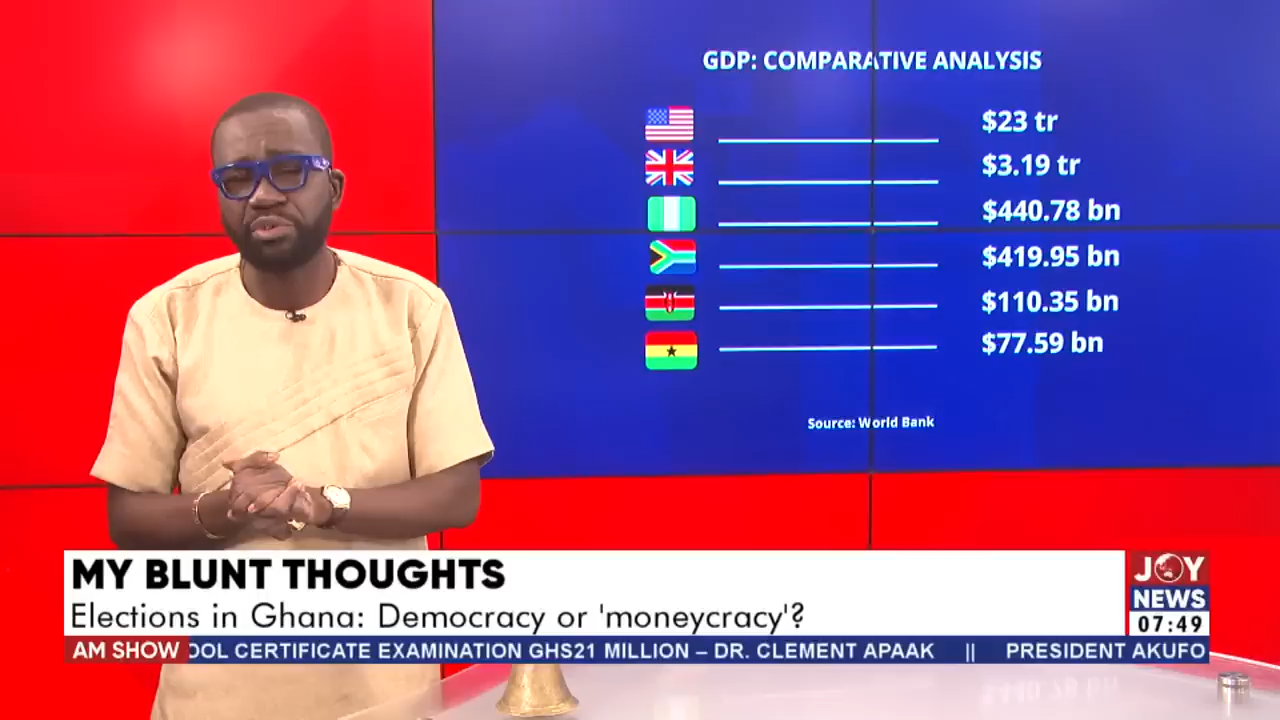 GDP: COMPARATIVE ANALYSIS
$23 tr
$3.19 tr
$440.78 bn
$419.95 bn
$110.35 bn
$77.59 bn
Source: World Bank
MY BLUNT THOUGHTS
Elections in Ghana: Democracy or 'moneycracy'?
JOY
NEWS
07:49
AM SHOW OOL CERTIFICATE EXAMINATION GHS21 MILLION – DR. CLEMENT APAAK || PRESIDENT AKUFO